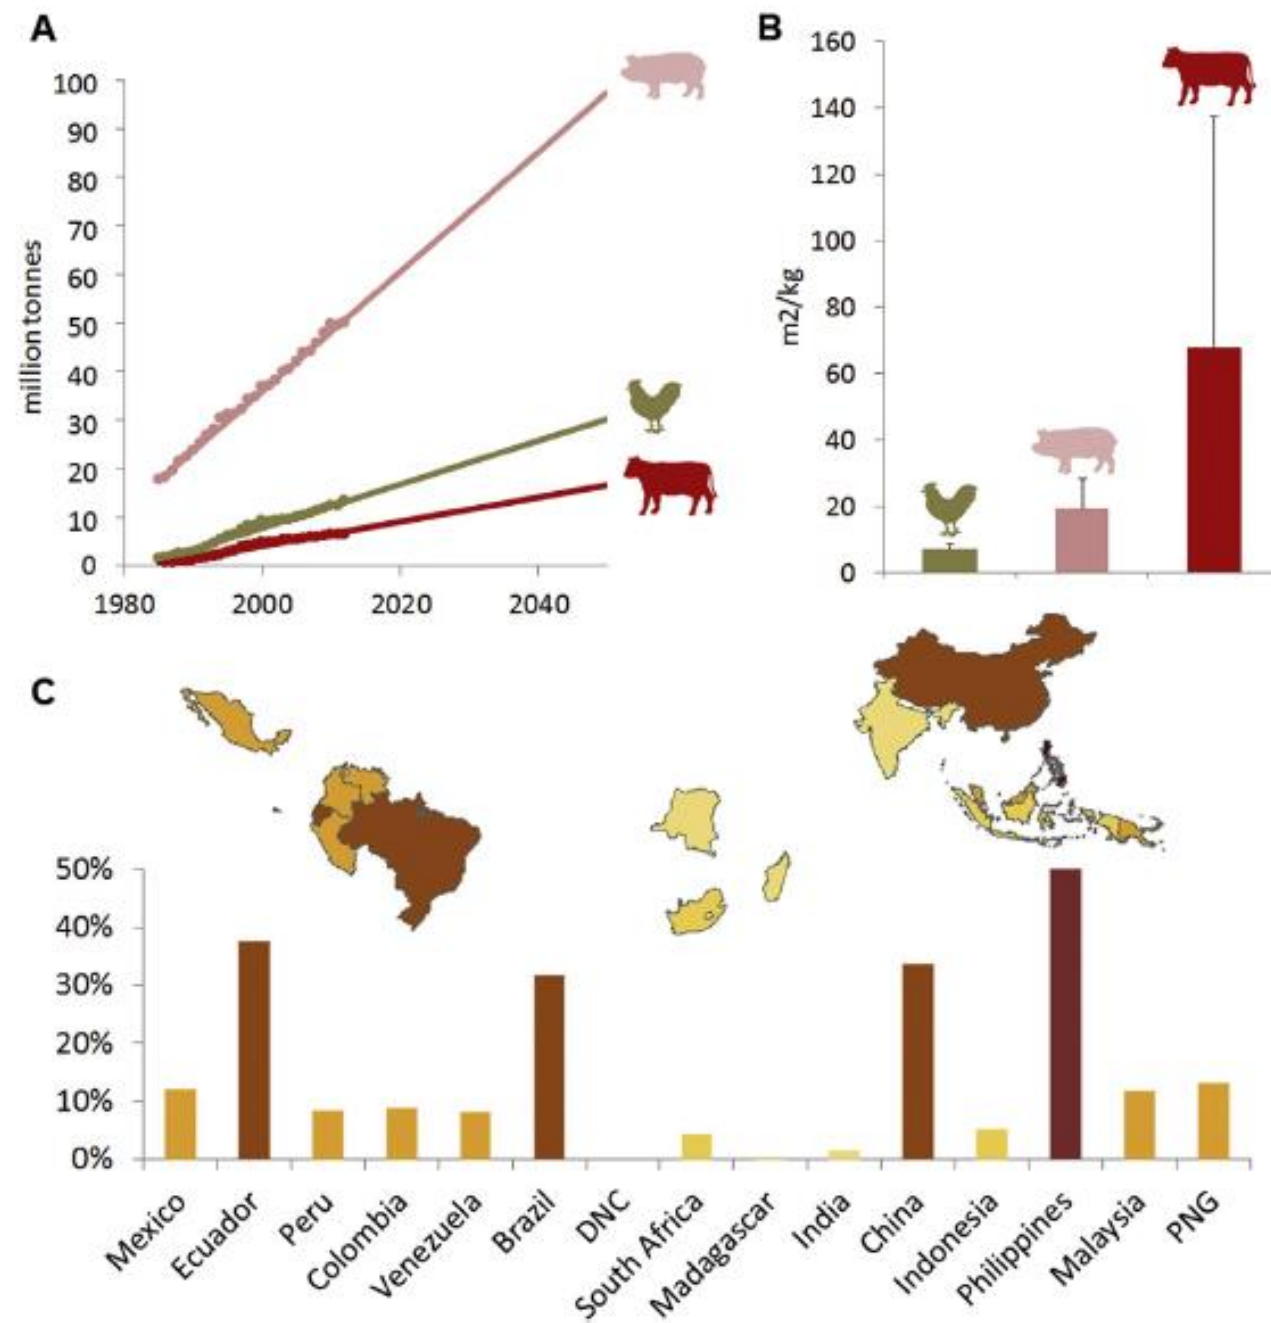 A
100
90
80
70
60
50
40
30
20
10
0
million tonnes
1980 2000 2020 2040
B
160
140
120
100
80
60
40
20
0
m2/kg
C
50%
40%
30%
20%
10%
0%
Mexico
Ecuador
Peru
Colombia
Venezuela
Brazil
DNC
South Africa
Madagascar
India
China
Indonesia
Philippines
Malaysia
PNG